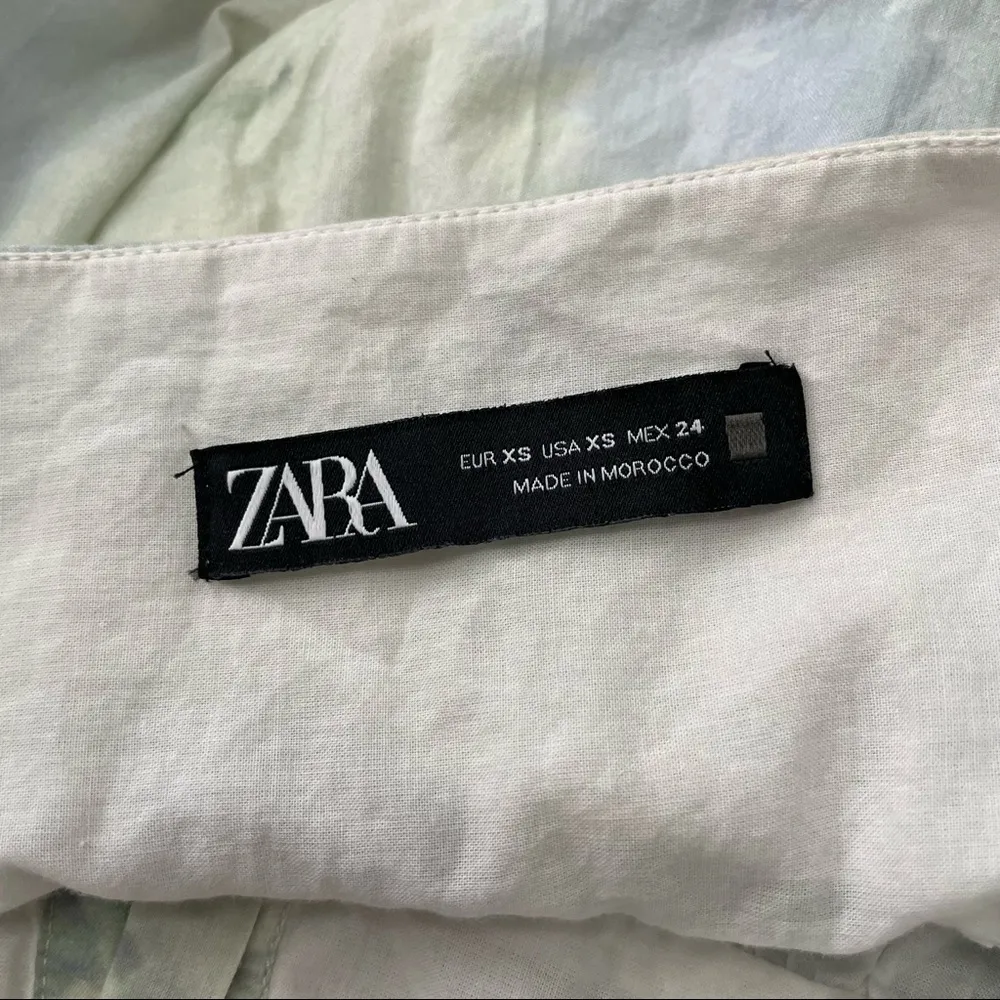 ZARA
EUR XS USA XS MEX 24
MADE IN MOROCCO